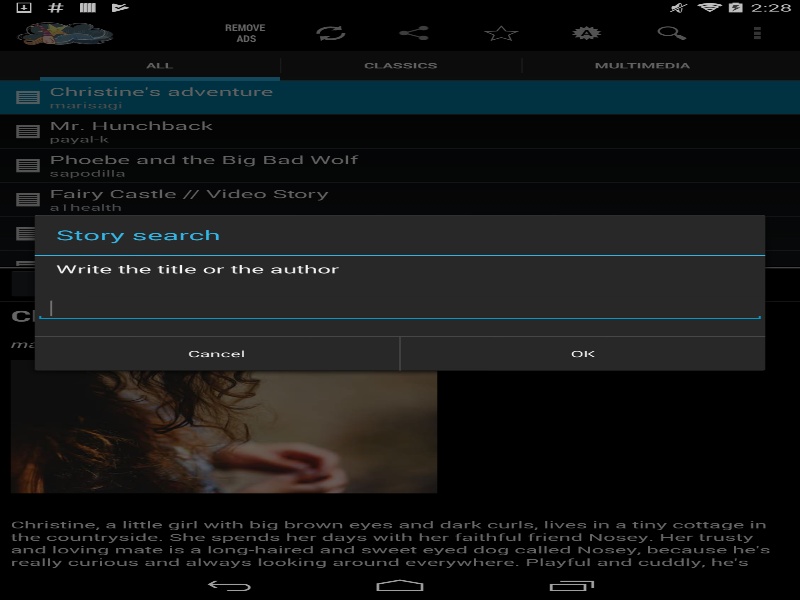 2:28
REMOVE
ADS
ALL
CLASSICS
MULTIMEDIA
Christine's adventure
marisagi
Mr. Hunchback
payal-k
Phoebe and the Big Bad Wolf
sapodilla
Fairy Castle // Video Story
a1health
Story search
Write the title or the author
Cancel
OK
Christine, a little girl with big brown eyes and dark curls, lives in a tiny cottage in
the countryside. She spends her days with her faithful friend Nosey. Her trusty
and loving mate is a long-haired and sweet eyed dog called Nosey, because he's
really curious and always looking around everywhere. Playful and cuddly, he's